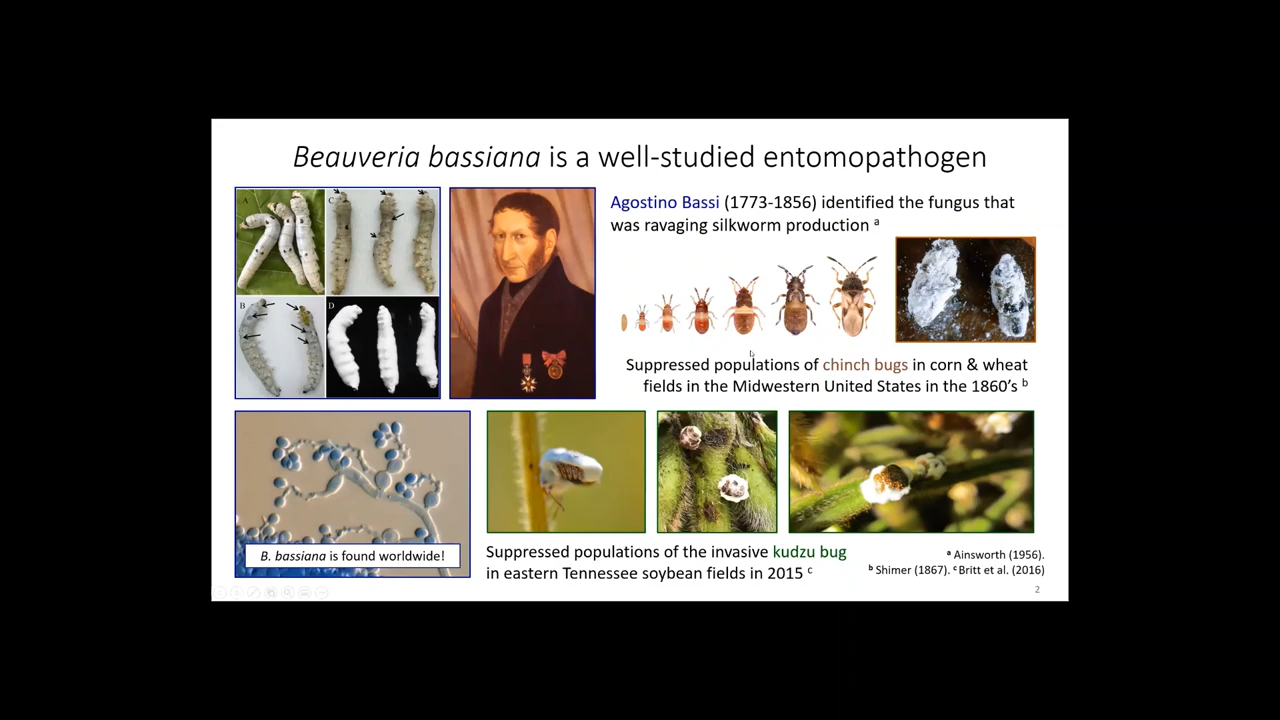 Beauveria bassiana is a well-studied entomopathogen
A
C
B
D
Agostino Bassi (1773-1856) identified the fungus that
was ravaging silkworm production ᵃ
Suppressed populations of chinch bugs in corn & wheat
fields in the Midwestern United States in the 1860’s ᵇ
B. bassiana is found worldwide!
Suppressed populations of the invasive kudzu bug
in eastern Tennessee soybean fields in 2015 ᶜ
ᵃ Ainsworth (1956).
ᵇ Shimer (1867). ᶜ Britt et al. (2016)
2